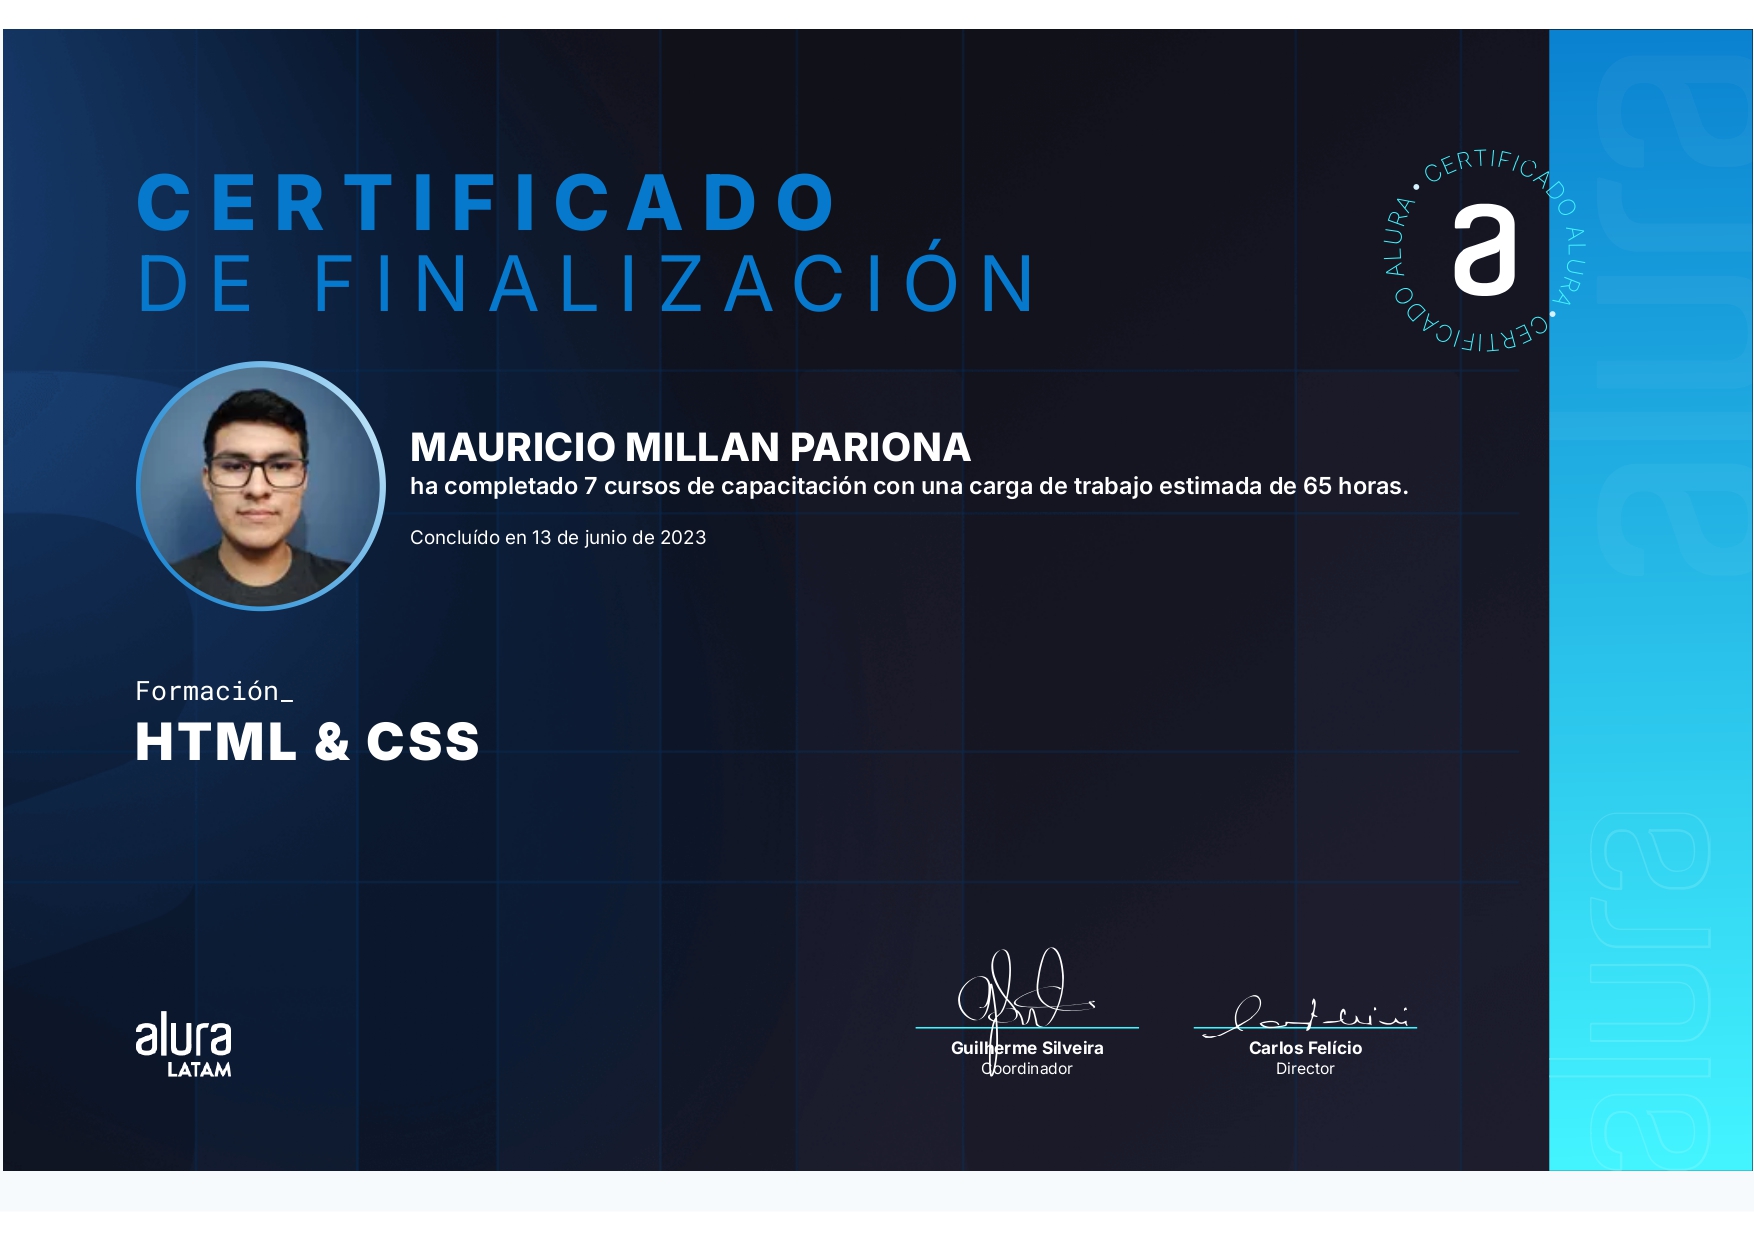 CERTIFICADO
DE FINALIZACIÓN
• CERTIFICADO ALURA • CERTIFICADO ALURA
a
MAURICIO MILLAN PARIONA
ha completado 7 cursos de capacitación con una carga de trabajo estimada de 65 horas.
Concluído en 13 de junio de 2023
Formación_
HTML & CSS
alura
LATAM
Guilherme Silveira
Coordinador
Carlos Felício
Director
alura
a
alura
a